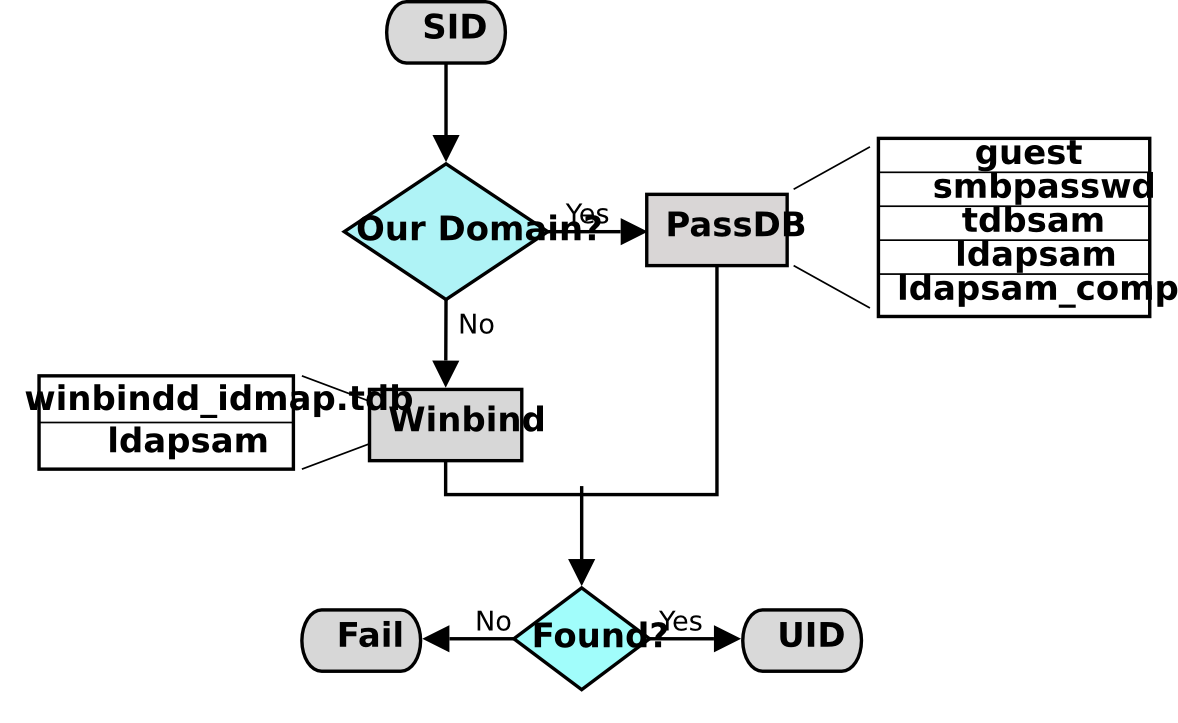 SID
guest
smbpasswd
tdbsam
ldapsam
ldapsam_comp
Our Domain?
Yes
PassDB
No
winbindd_idmap.tdb
ldapsam
Winbind
Fail
No
Found?
Yes
UID